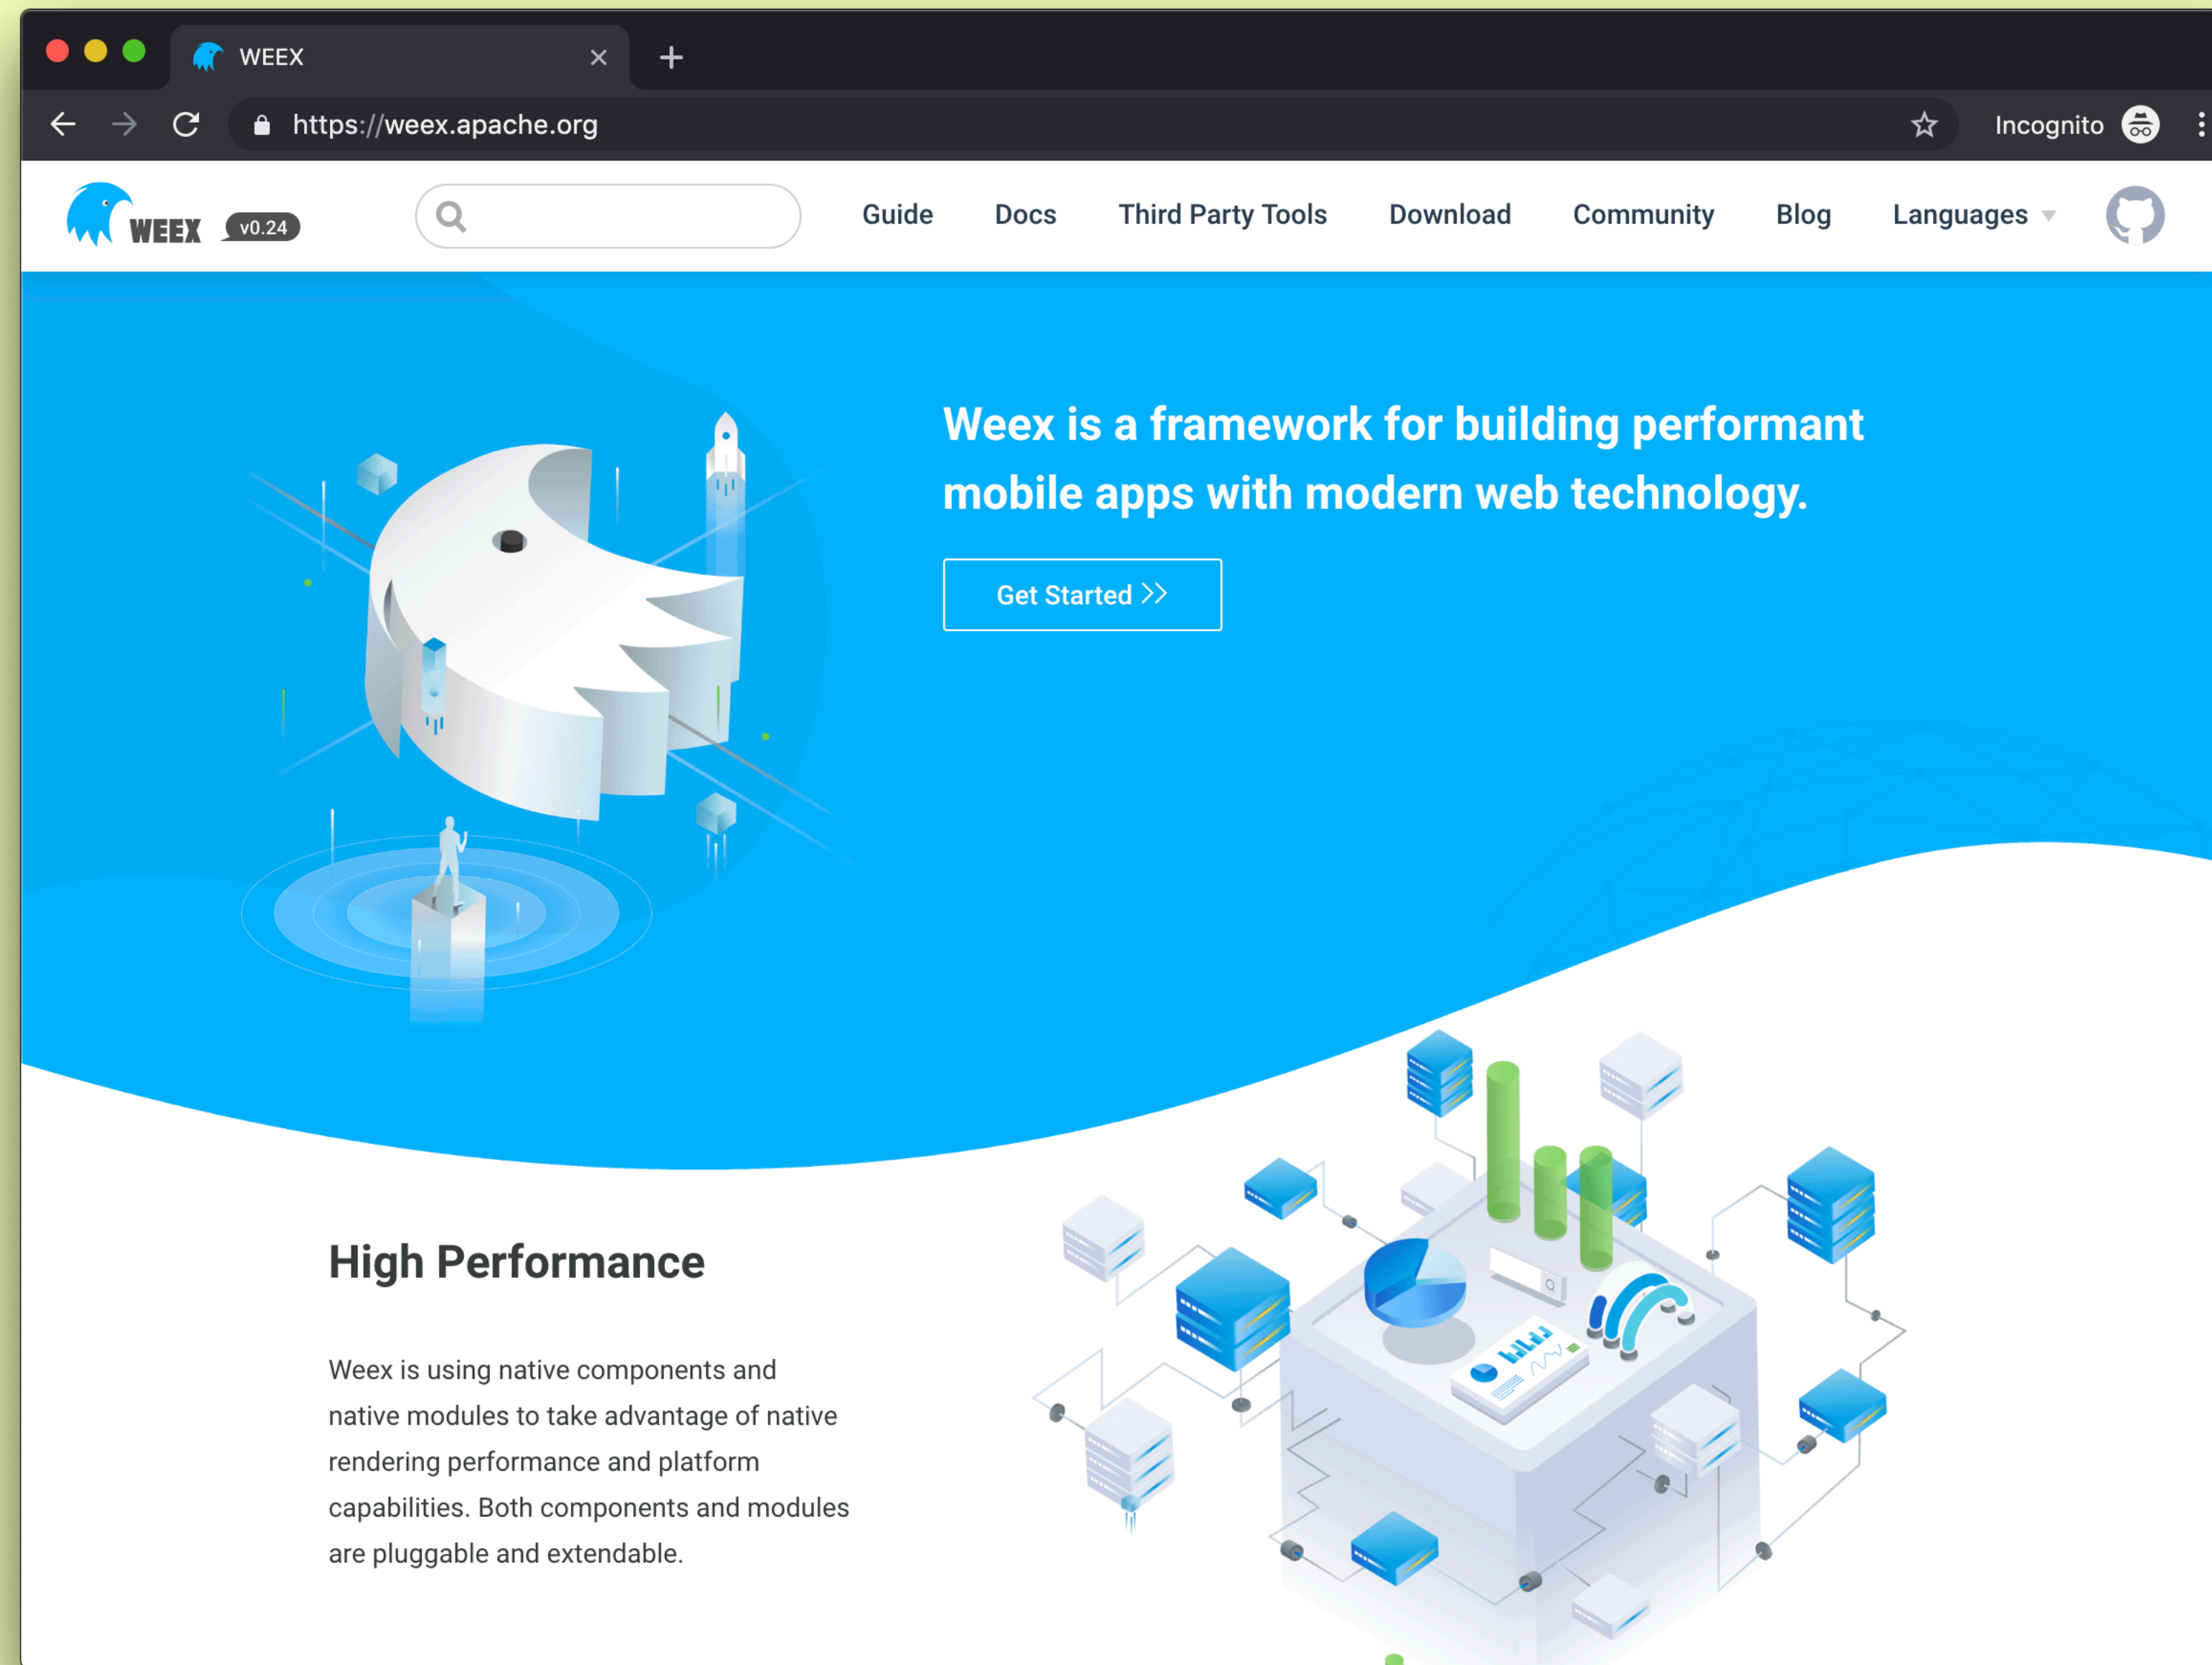 WEEX
https://weex.apache.org
Incognito
WEEX v0.24
Guide Docs Third Party Tools Download Community Blog Languages
Weex is a framework for building performant
mobile apps with modern web technology.
Get Started
High Performance
Weex is using native components and
native modules to take advantage of native
rendering performance and platform
capabilities. Both components and modules
are pluggable and extendable.